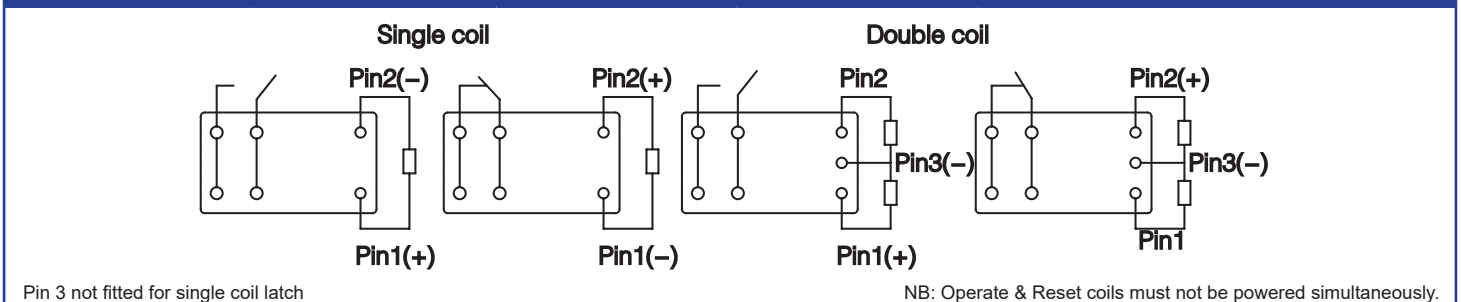 Single coil
Double coil
Pin2(−)
Pin2(+)
Pin2
Pin2(+)
Pin3(−)
Pin3(−)
Pin1(+)
Pin1(−)
Pin1(+)
Pin1
Pin 3 not fitted for single coil latch
NB: Operate & Reset coils must not be powered simultaneously.